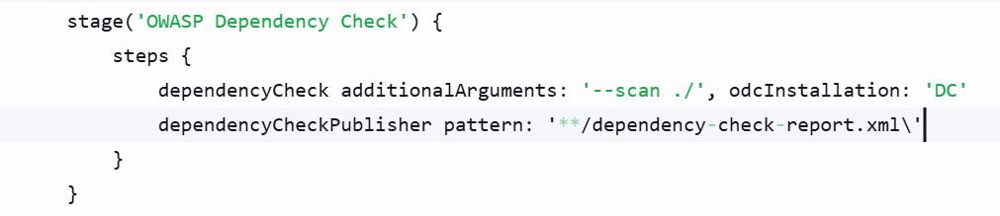 stage('OWASP Dependency Check') {
    steps {
        dependencyCheck additionalArguments: '--scan ./', odcInstallation: 'DC'
        dependencyCheckPublisher pattern: '**/dependency-check-report.xml\'
    }
}